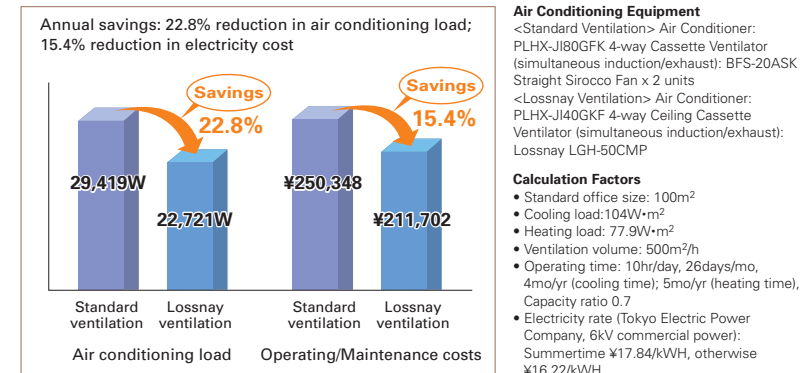 Annual savings: 22.8% reduction in air conditioning load;
15.4% reduction in electricity cost
Savings
22.8%
29,419W
22,721W
Standard
ventilation
Lossnay
ventilation
Air conditioning load
Savings
15.4%
¥250,348
¥211,702
Standard
ventilation
Lossnay
ventilation
Operating/Maintenance costs
Air Conditioning Equipment
<Standard Ventilation> Air Conditioner:
PLHX-JI80GFK 4-way Cassette Ventilator
(simultaneous induction/exhaust): BFS-20ASK
Straight Sirocco Fan x 2 units
<Lossnay Ventilation> Air Conditioner:
PLHX-JI40GKF 4-way Ceiling Cassette
Ventilator (simultaneous induction/exhaust):
Lossnay LGH-50CMP
Calculation Factors
• Standard office size: 100m²
• Cooling load:104W•m²
• Heating load: 77.9W•m²
• Ventilation volume: 500m²/h
• Operating time: 10hr/day, 26days/mo,
4mo/yr (cooling time); 5mo/yr (heating time),
Capacity ratio 0.7
• Electricity rate (Tokyo Electric Power
Company, 6kV commercial power):
Summertime ¥17.84/kWH, otherwise
¥16.22/kWH